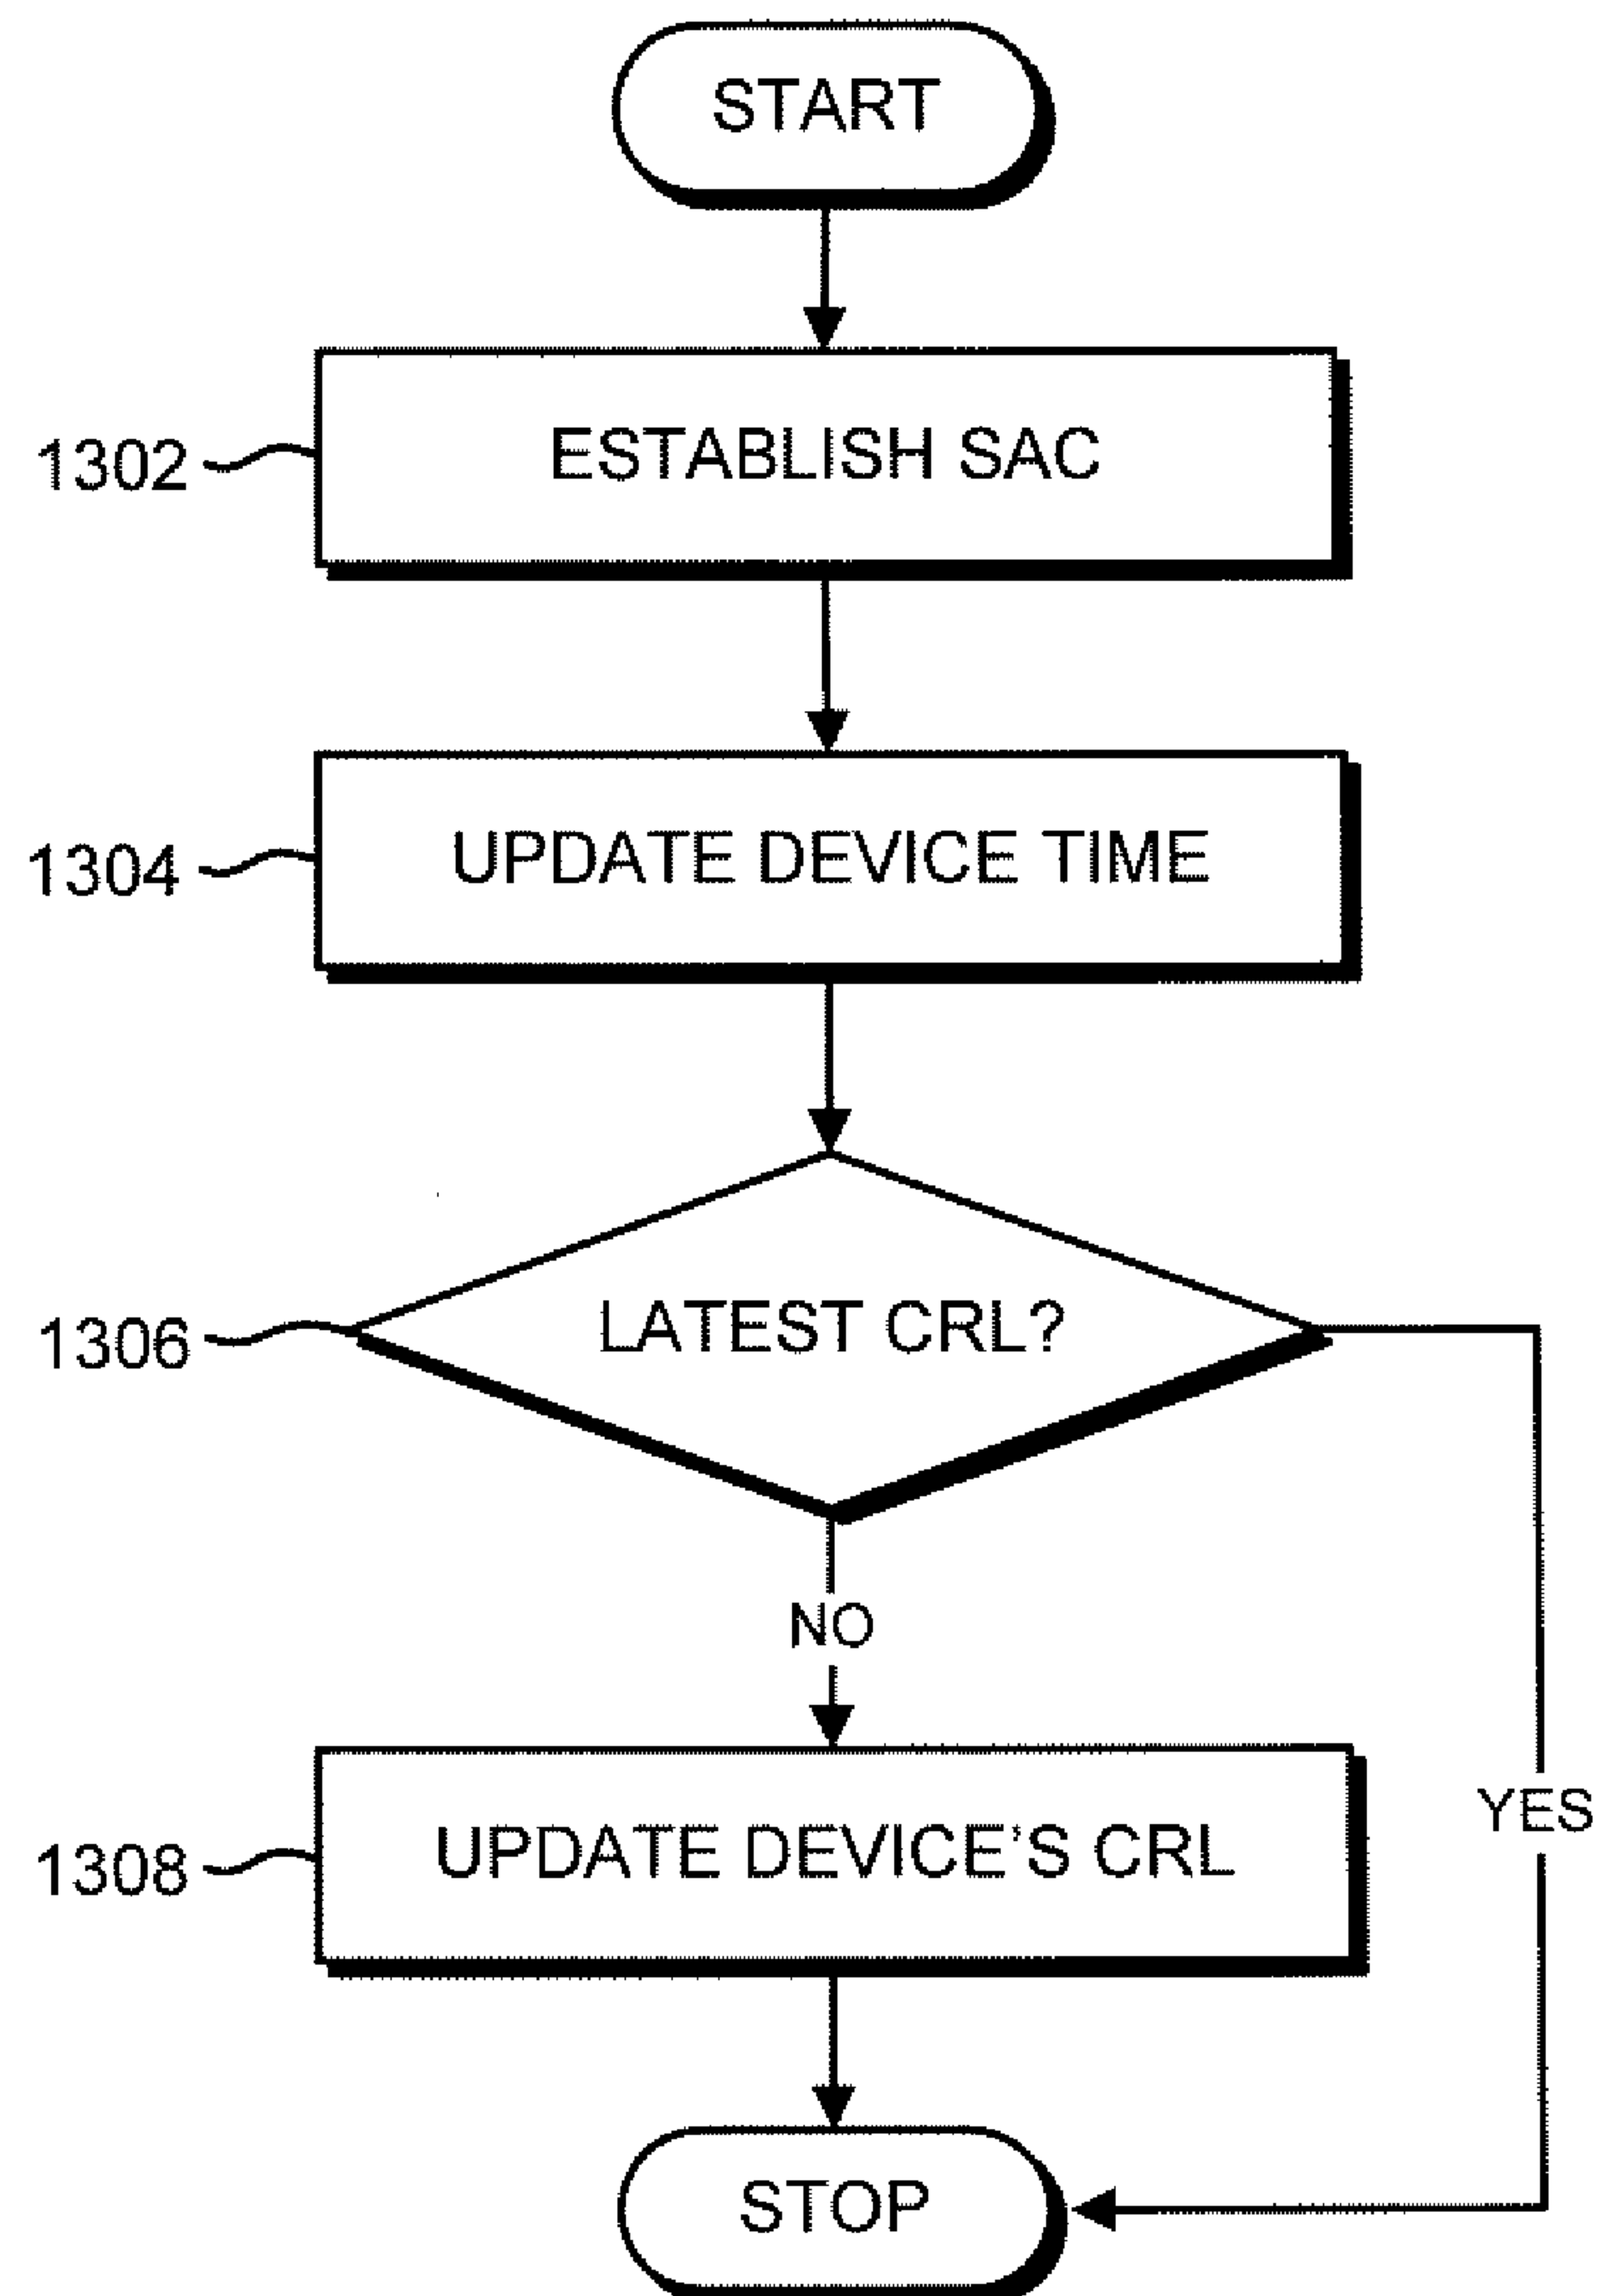 START
1302
ESTABLISH SAC
1304
UPDATE DEVICE TIME
1306
LATEST CRL?
NO
YES
1308
UPDATE DEVICE'S CRL
STOP